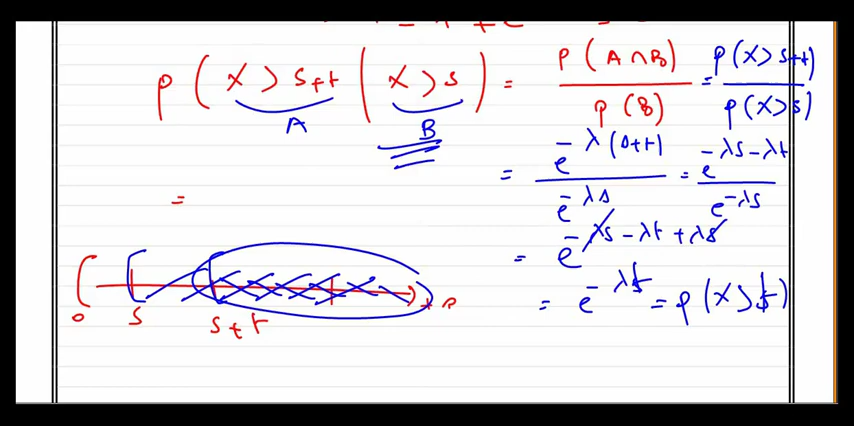 P ( X > s+t | X > s ) = P ( A ∩ B ) / P ( B ) = P ( X > s+t ) / P ( X > s )
A B
= e^{-λ(s+t)} / e^{-λs} = e^{-λs-λt} / e^{-λs}
=
= e^{-λs-λt+λs}
= e^{-λt} = P ( X > t )
0 s s+t